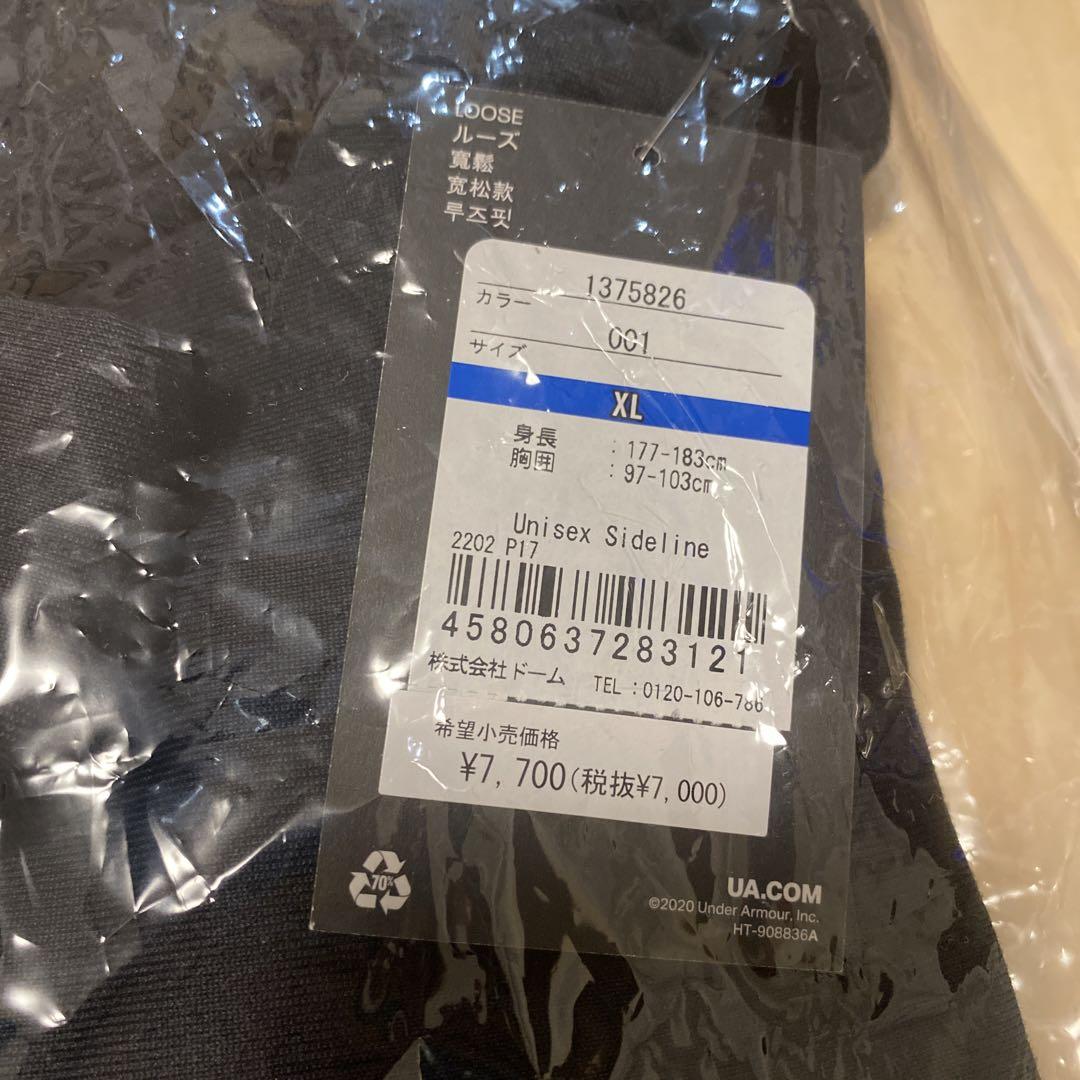 LOOSE
ルーズ
寬鬆
宽松款
루즈핏
1375826
カラー
001
サイズ
XL
身長 : 177-183cm
胸囲 : 97-103cm
Unisex Sideline
2202 P17
4580637283121
株式会社ドーム TEL:0120-106-786
希望小売価格
¥7,700(税抜¥7,000)
70%
UA.COM
©2020 Under Armour, Inc.
HT-908836A